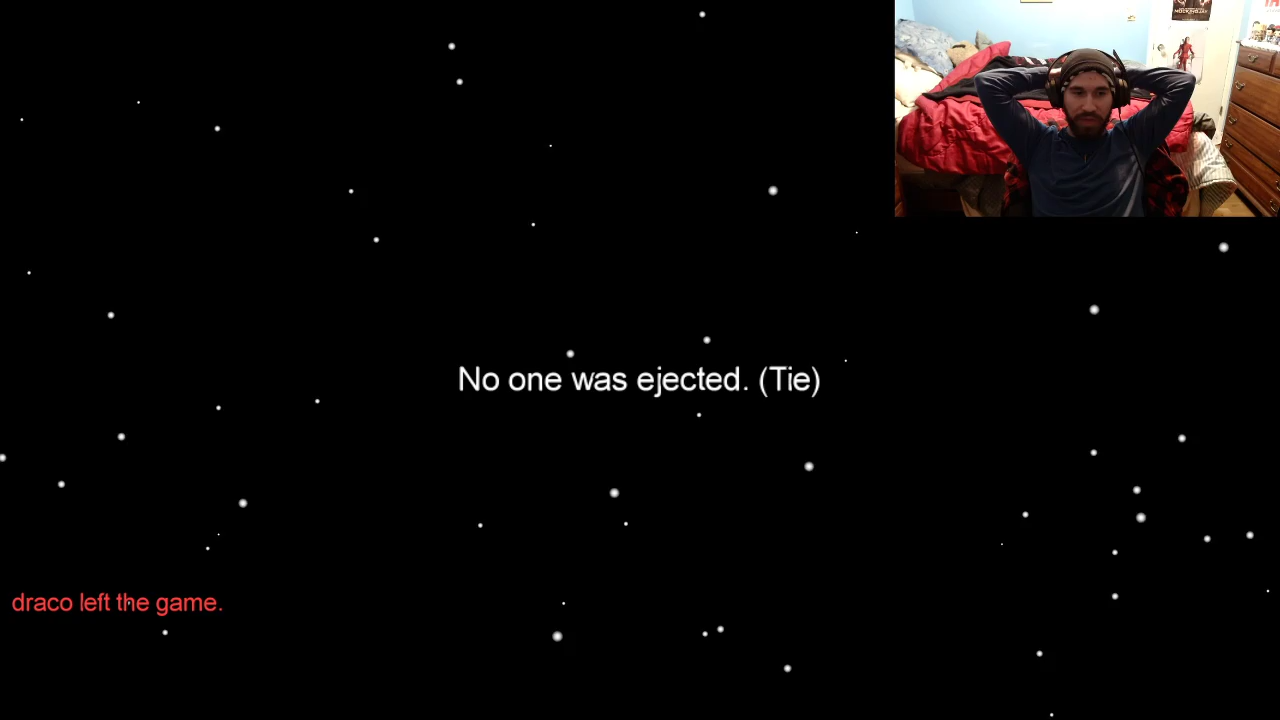 No one was ejected. (Tie)
draco left the game.